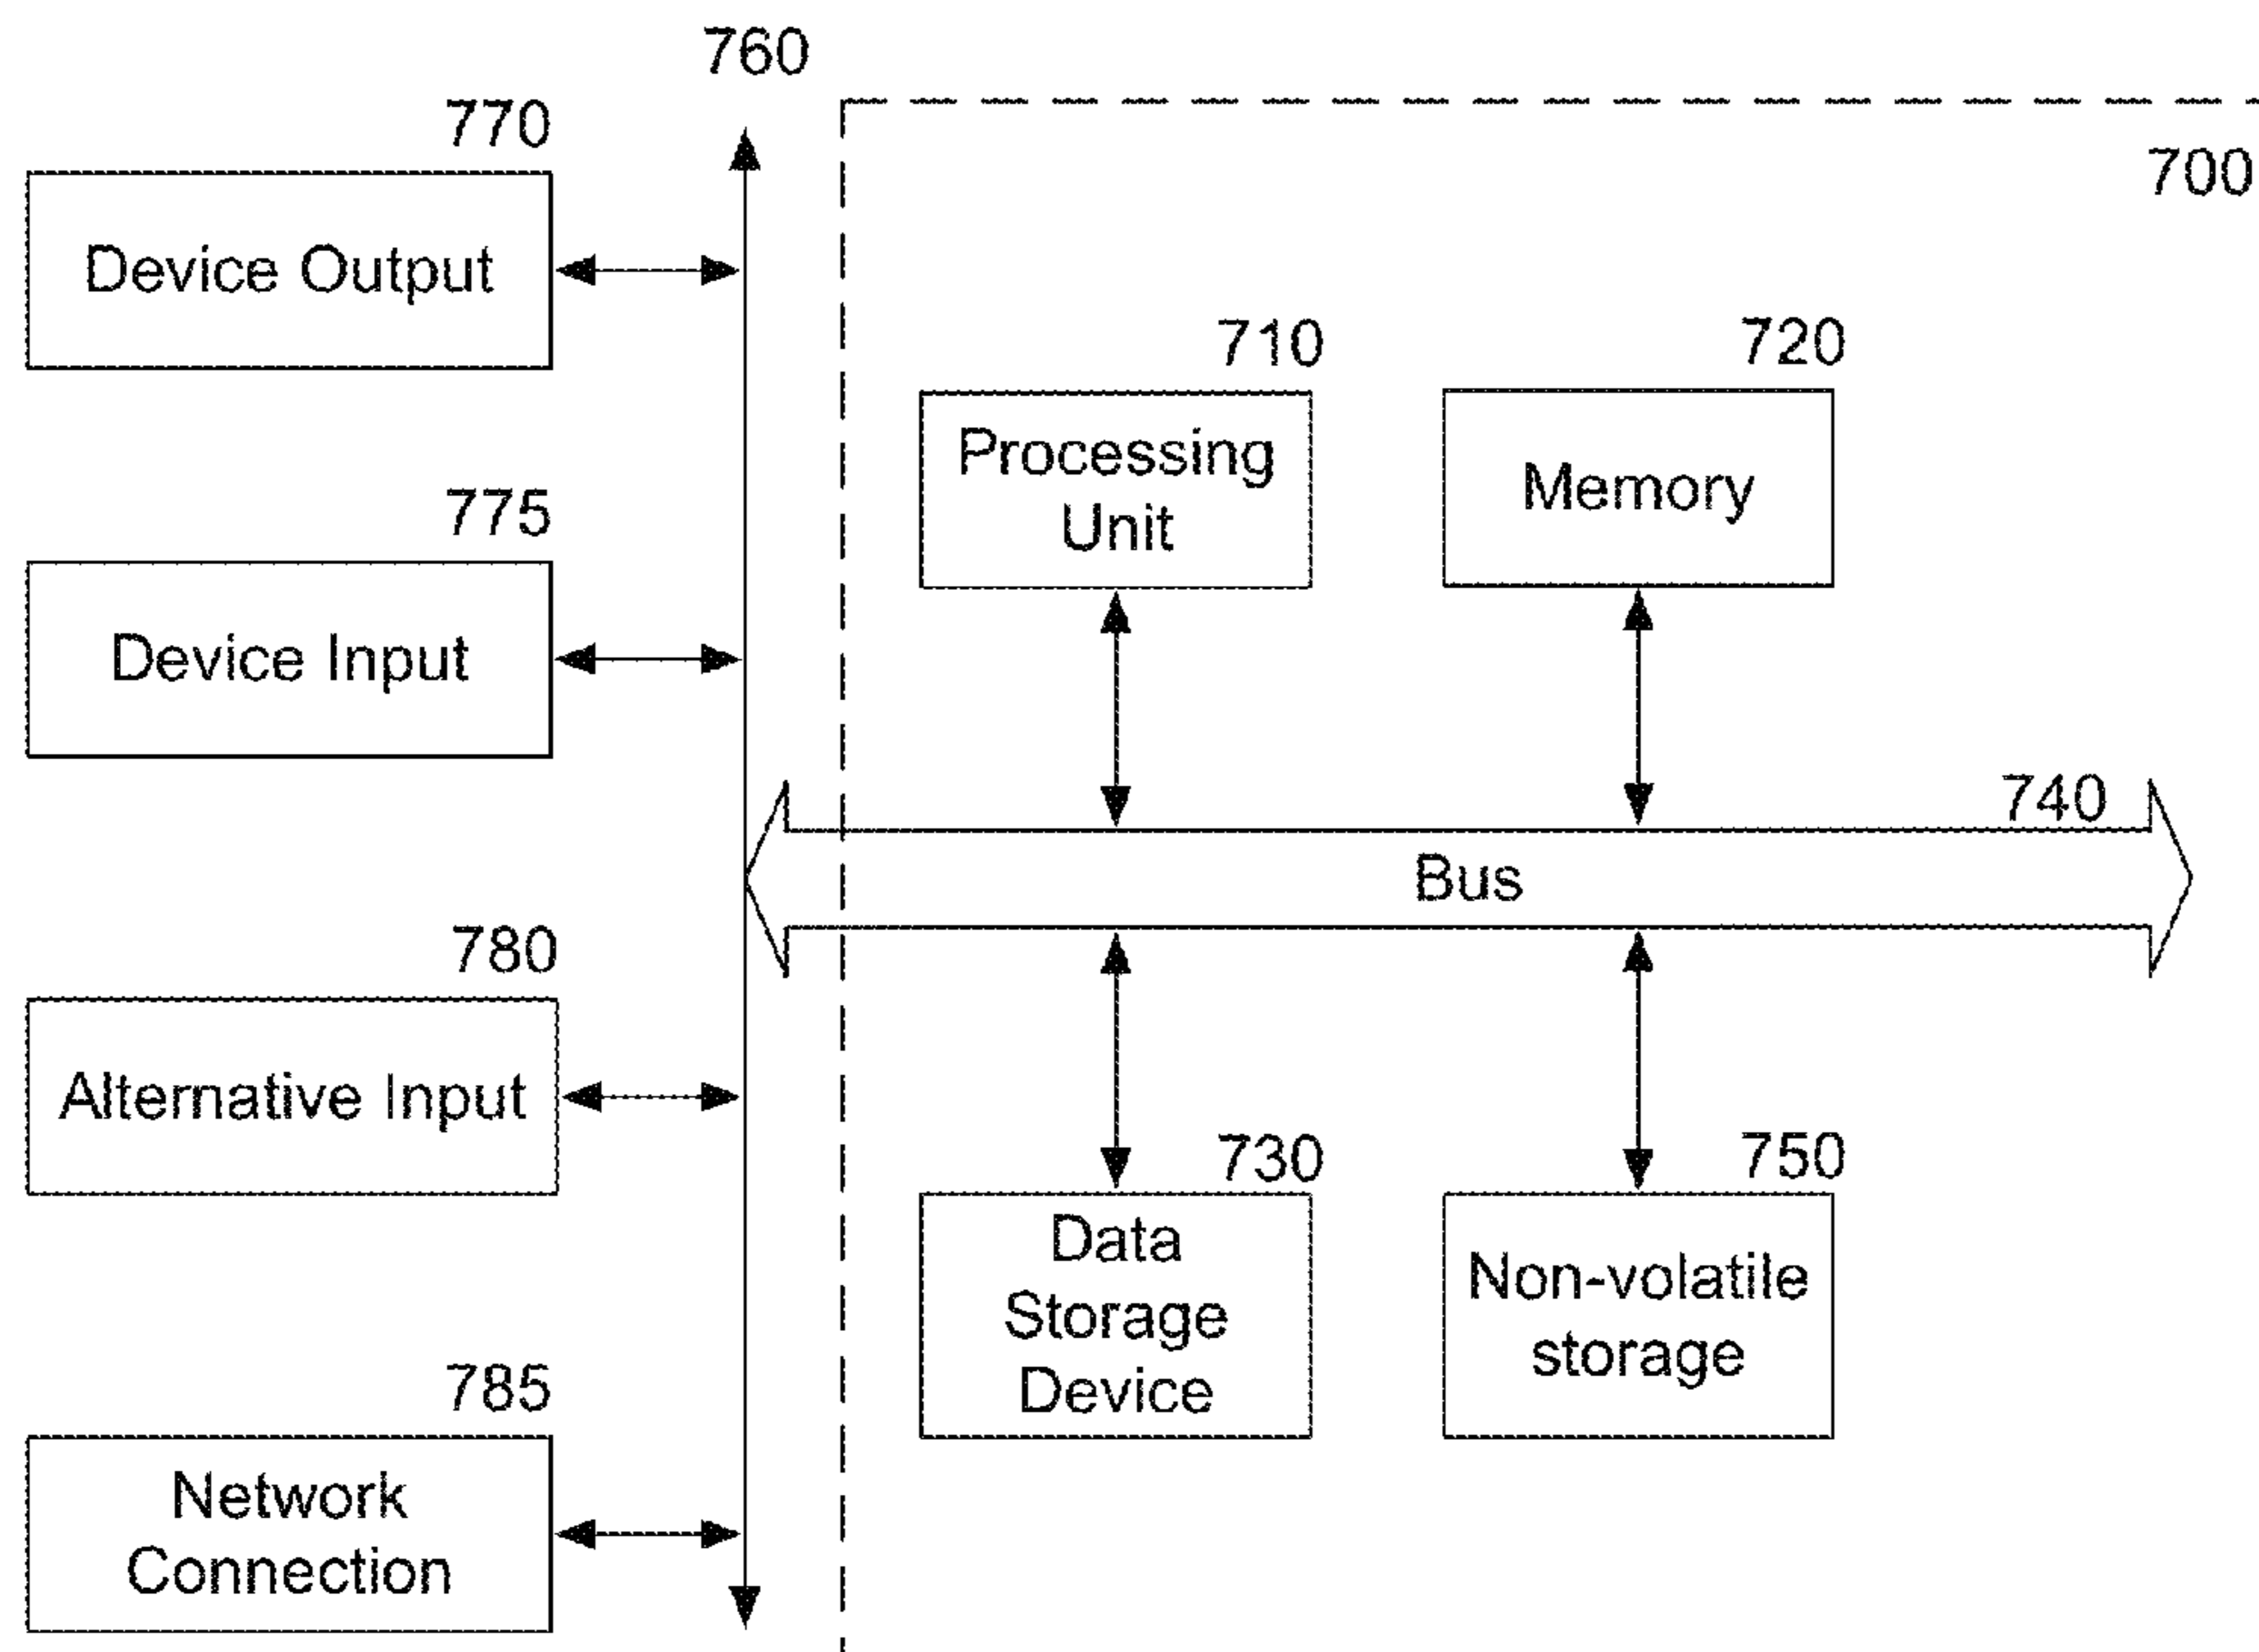 760
770
700
Device Output
710
720
Processing
Unit
Memory
775
Device Input
740
Bus
780
Alternative Input
730
750
Data
Storage
Device
Non-volatile
storage
785
Network
Connection